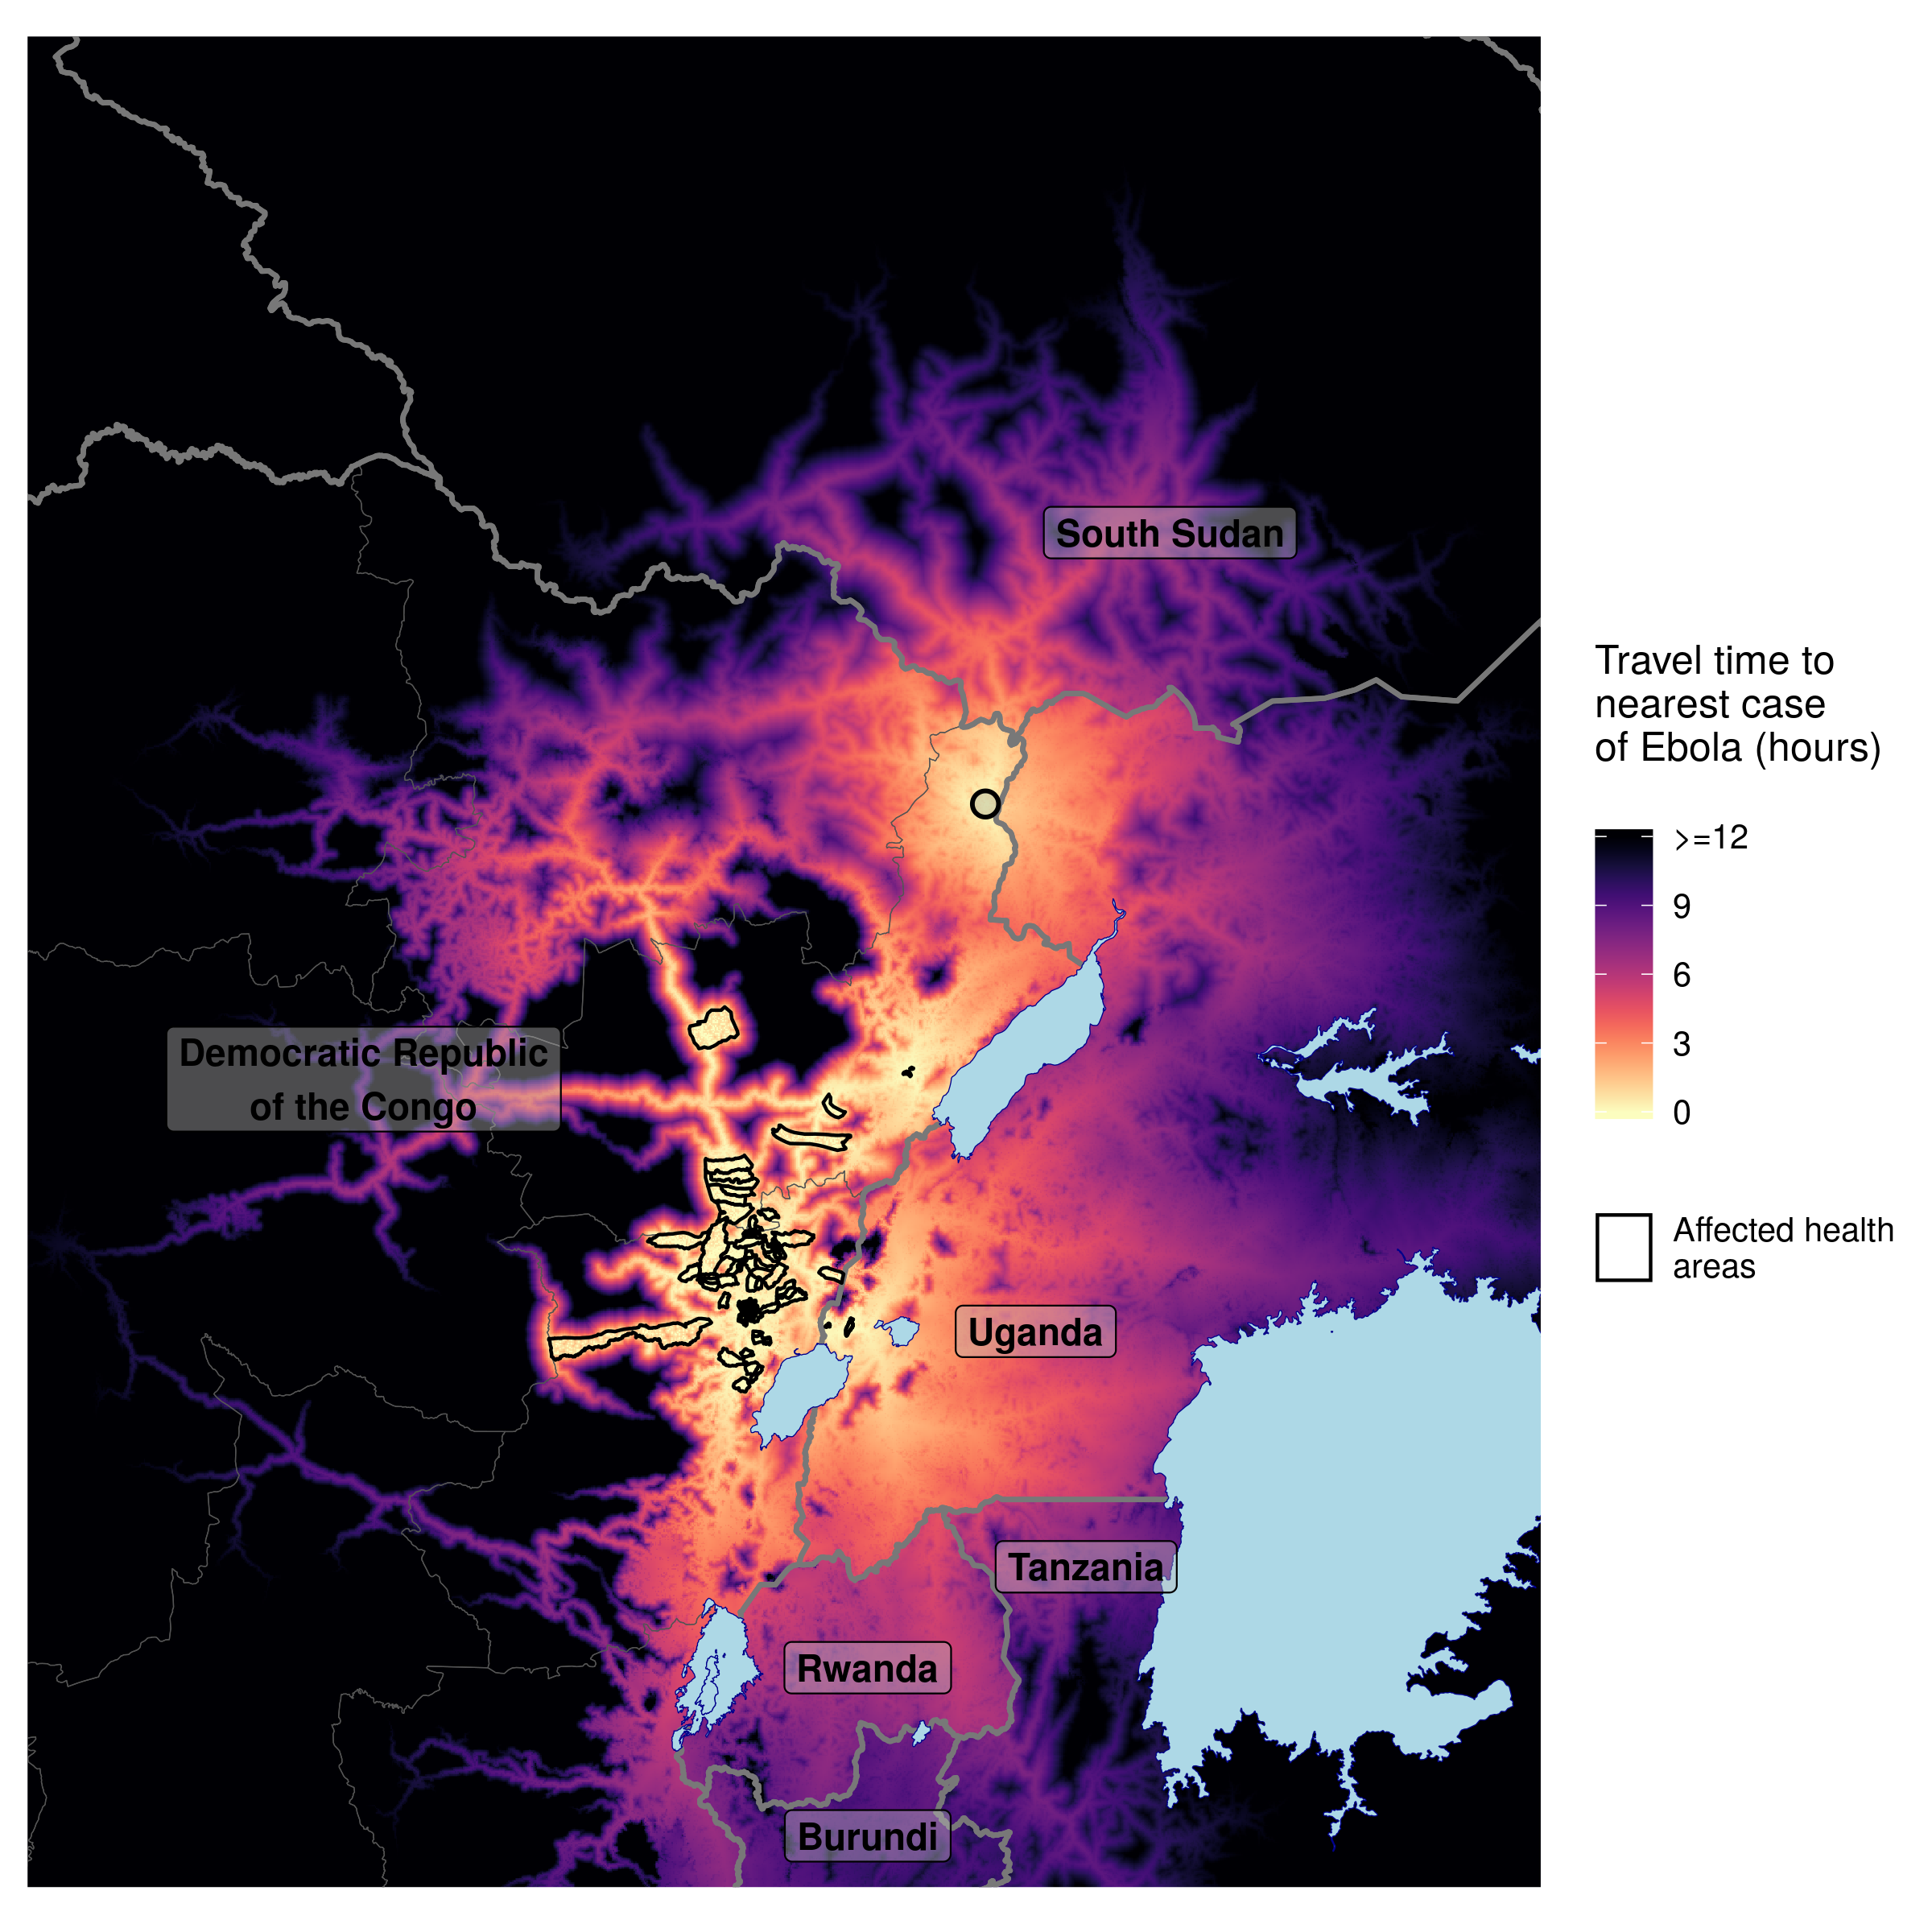 South Sudan
Democratic Republic
of the Congo
Uganda
Tanzania
Rwanda
Burundi
Travel time to
nearest case
of Ebola (hours)
>=12
9
6
3
0
Affected health
areas